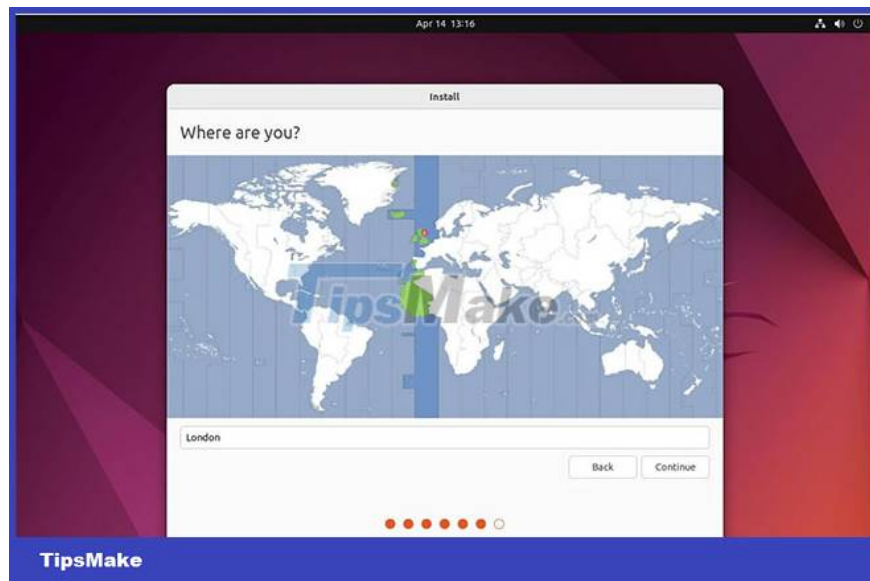 Apr 14 13:16
Install
Where are you?
TipsMake
London
Back Continue
TipsMake